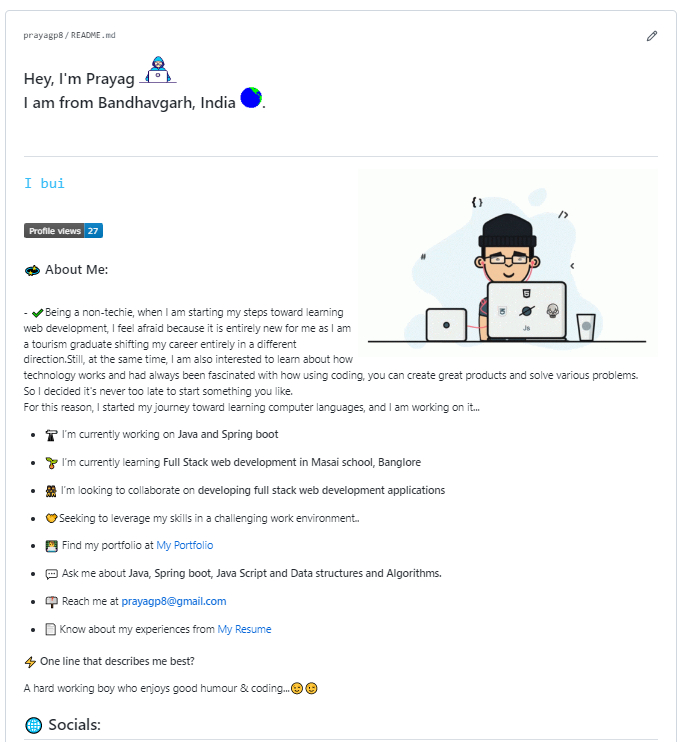 prayagp8 / README.md
Hey, I'm Prayag
I am from Bandhavgarh, India .
I bui
Profile views 27
{}
/>
#
<
Js
About Me:
- ✔Being a non-techie, when I am starting my steps toward learning
web development, I feel afraid because it is entirely new for me as I am
a tourism graduate shifting my career entirely in a different
direction.Still, at the same time, I am also interested to learn about how
technology works and had always been fascinated with how using coding, you can create great products and solve various problems.
So I decided it's never too late to start something you like.
For this reason, I started my journey toward learning computer languages, and I am working on it...
I'm currently working on Java and Spring boot
I'm currently learning Full Stack web development in Masai school, Banglore
I'm looking to collaborate on developing full stack web development applications
Seeking to leverage my skills in a challenging work environment..
Find my portfolio at My Portfolio
Ask me about Java, Spring boot, Java Script and Data structures and Algorithms.
Reach me at prayagp8@gmail.com
Know about my experiences from My Resume
⚡ One line that describes me best?
A hard working boy who enjoys good humour & coding...😉😉
Socials: